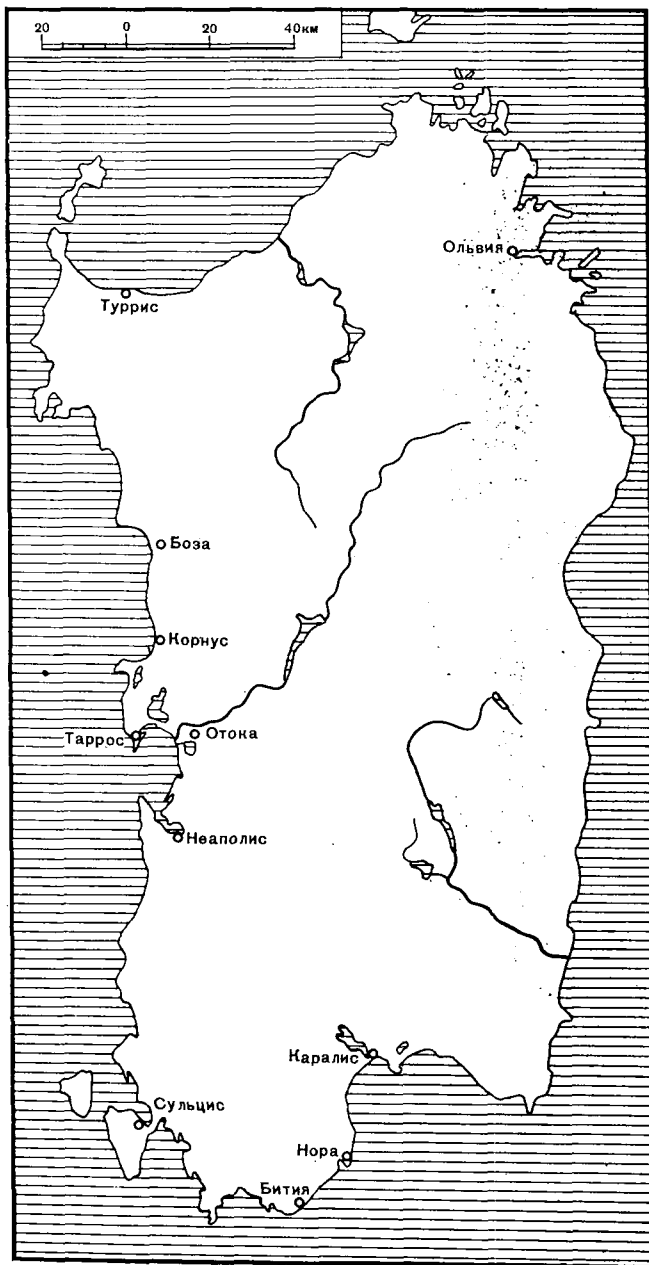 20 0 20 40км
Ольвия
Туррис
Боза
Корнус
Таррос
Отока
Неаполис
Каралис
Сульцис
Нора
Бития